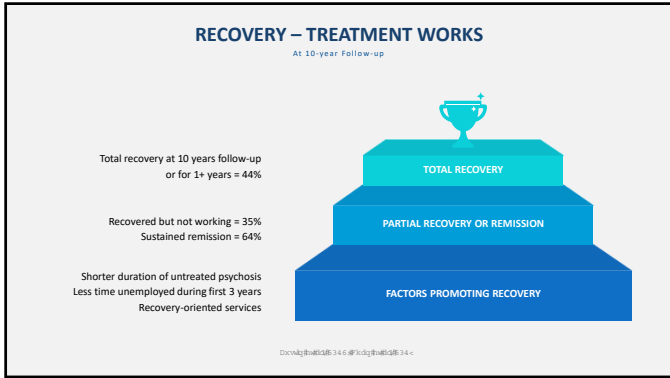 RECOVERY – TREATMENT WORKS
At 10-year Follow-up
Total recovery at 10 years follow-up
or for 1+ years = 44%
TOTAL RECOVERY
Recovered but not working = 35%
Sustained remission = 64%
PARTIAL RECOVERY OR REMISSION
Shorter duration of untreated psychosis
Less time unemployed during first 3 years
Recovery-oriented services
FACTORS PROMOTING RECOVERY